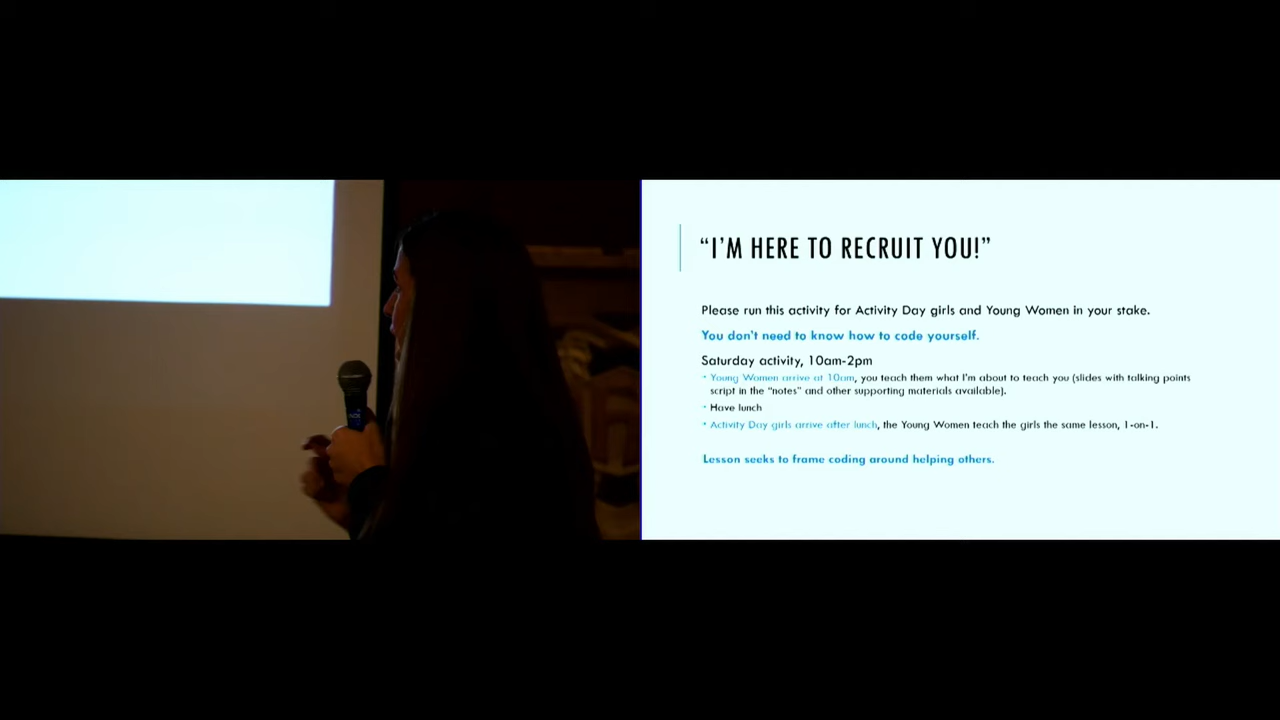 “I’M HERE TO RECRUIT YOU!”
Please run this activity for Activity Day girls and Young Women in your stake.
You don’t need to know how to code yourself.
Saturday activity, 10am-2pm
• Young Women arrive at 10am, you teach them what I’m about to teach you (slides with talking points
script in the “notes” and other supporting materials available).
• Have lunch
• Activity Day girls arrive after lunch, the Young Women teach the girls the same lesson, 1-on-1.
Lesson seeks to frame coding around helping others.